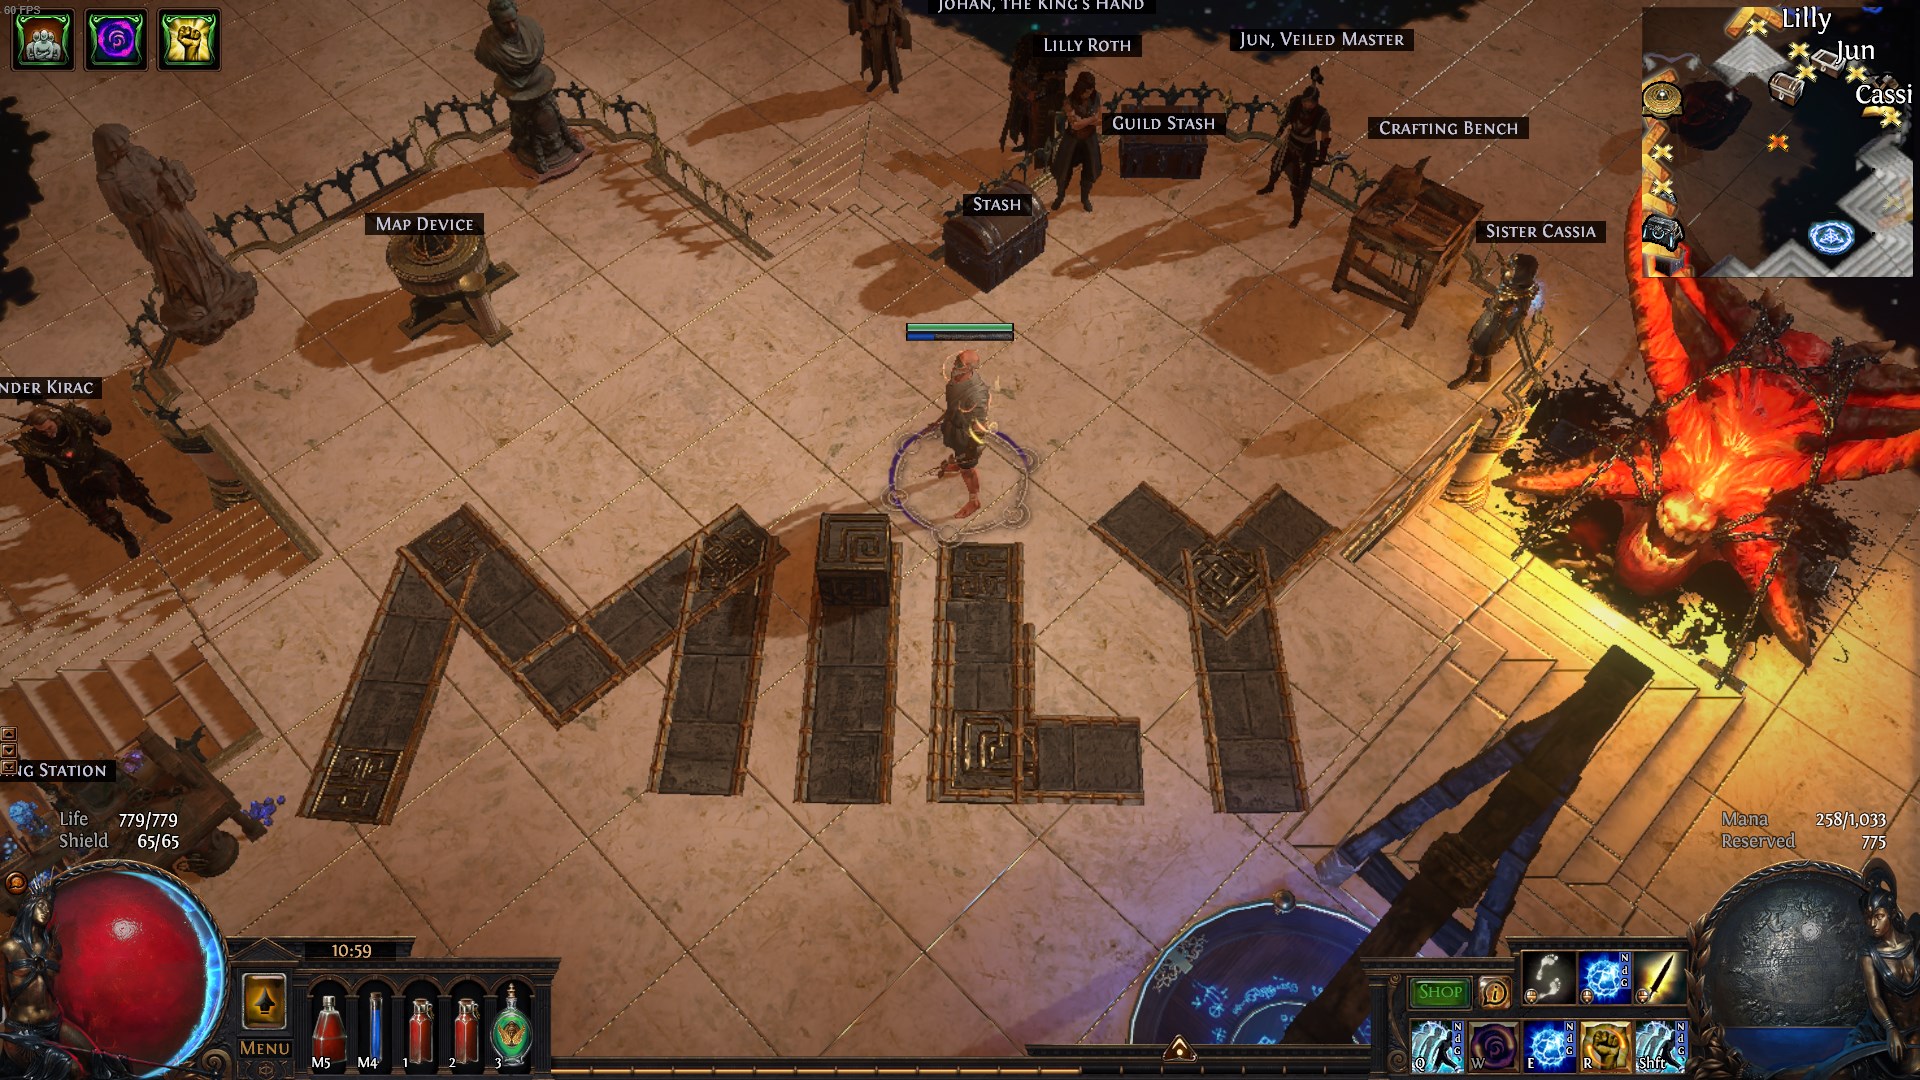 60 FPS
JOHAN, THE KING'S HAND
Lilly
LILLY ROTH
JUN, VEILED MASTER
Jun
Cassi
GUILD STASH
CRAFTING BENCH
STASH
MAP DEVICE
SISTER CASSIA
NDER KIRAC
MILY
NG STATION
Life 779/779
Shield 65/65
Mana 258/1,033
Reserved 775
10:59
SHOP
N
d
G
MENU
M5
M4
1
2
3
Q
N
d
G
W
E
N
d
G
R
Shft
N
d
G